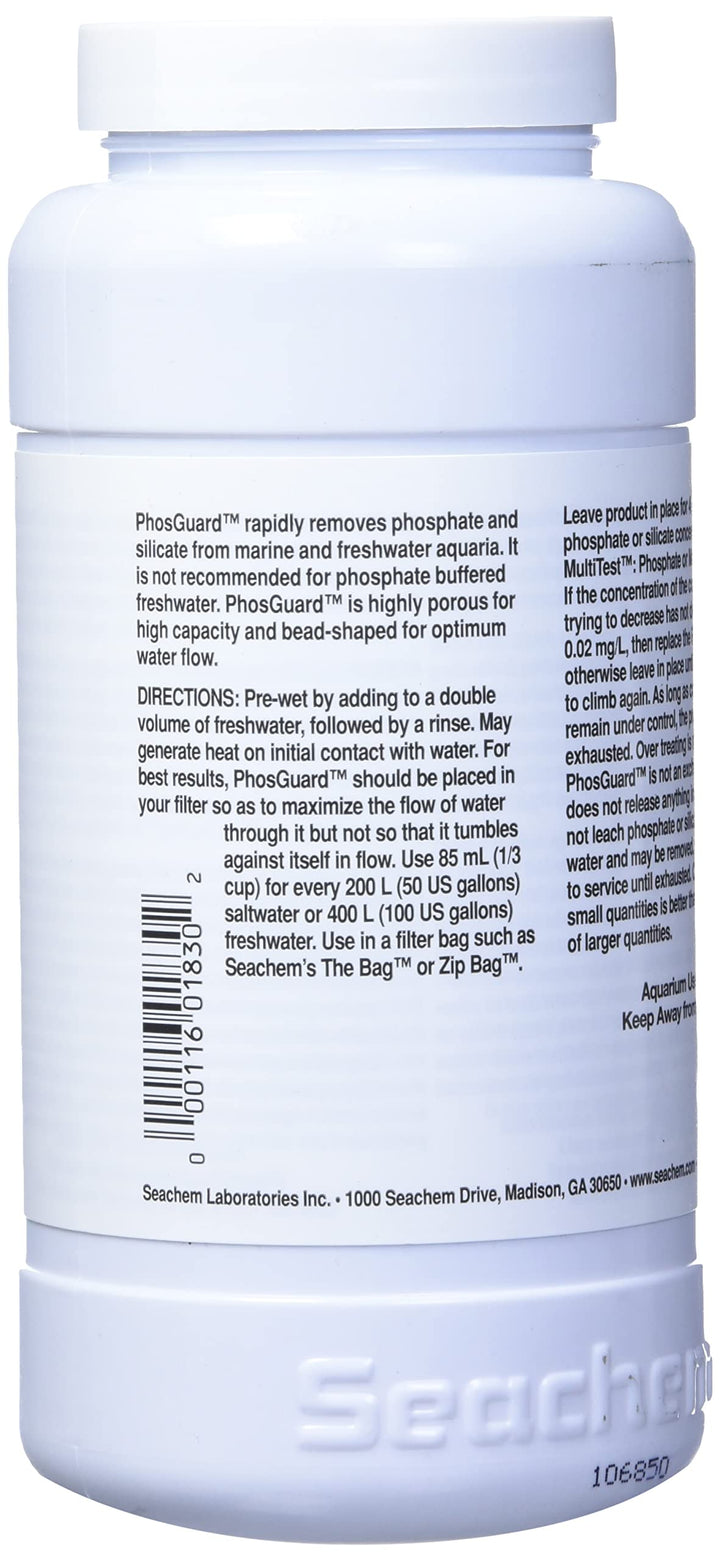 PhosGuard™ rapidly removes phosphate and
silicate from marine and freshwater aquaria. It
is not recommended for phosphate buffered
freshwater. PhosGuard™ is highly porous for
high capacity and bead-shaped for optimum
water flow.
DIRECTIONS: Pre-wet by adding to a double
volume of freshwater, followed by a rinse. May
generate heat on initial contact with water. For
best results, PhosGuard™ should be placed in
your filter so as to maximize the flow of water
through it but not so that it tumbles
against itself in flow. Use 85 mL (1/3
cup) for every 200 L (50 US gallons)
saltwater or 400 L (100 US gallons)
freshwater. Use in a filter bag such as
Seachem's The Bag™ or Zip Bag™.
0 00116 01830 2
Leave product in place for
phosphate or silicate
MultiTest™: Phosphate or
If the concentration of the
trying to decrease has not
0.02 mg/L, then replace the
otherwise leave in place
to climb again. As long as
remain under control, the
exhausted. Over treating is
PhosGuard™ is not an
does not release anything
not leach phosphate or
water and may be removed,
to service until exhausted.
small quantities is better
of larger quantities.
Aquarium
Keep Away from
Seachem Laboratories Inc. • 1000 Seachem Drive, Madison, GA 30650 • www.seachem.com
Seachem
106850